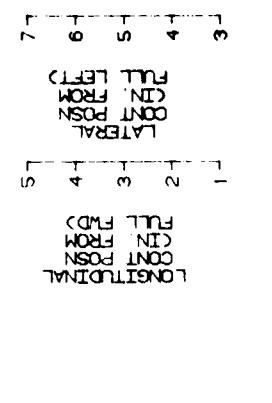 LONGITUDINAL
CONT POSN
(IN. FROM
FULL FWD)
1 2 3 4 5
LATERAL
CONT POSN
(IN. FROM
FULL LEFT)
3 4 5 6 7